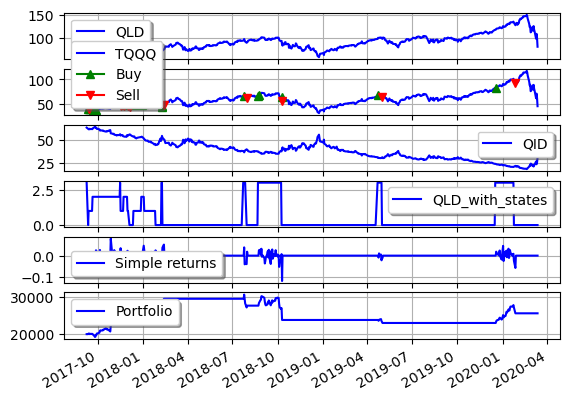 150
100
QLD
TQQQ
Buy
Sell
100
50
50
25
QID
2.5
0.0
QLD_with_states
0.0
−0.1
Simple returns
30000
20000
Portfolio
2017-10
2018-01
2018-04
2018-07
2018-10
2019-01
2019-04
2019-07
2019-10
2020-01
2020-04